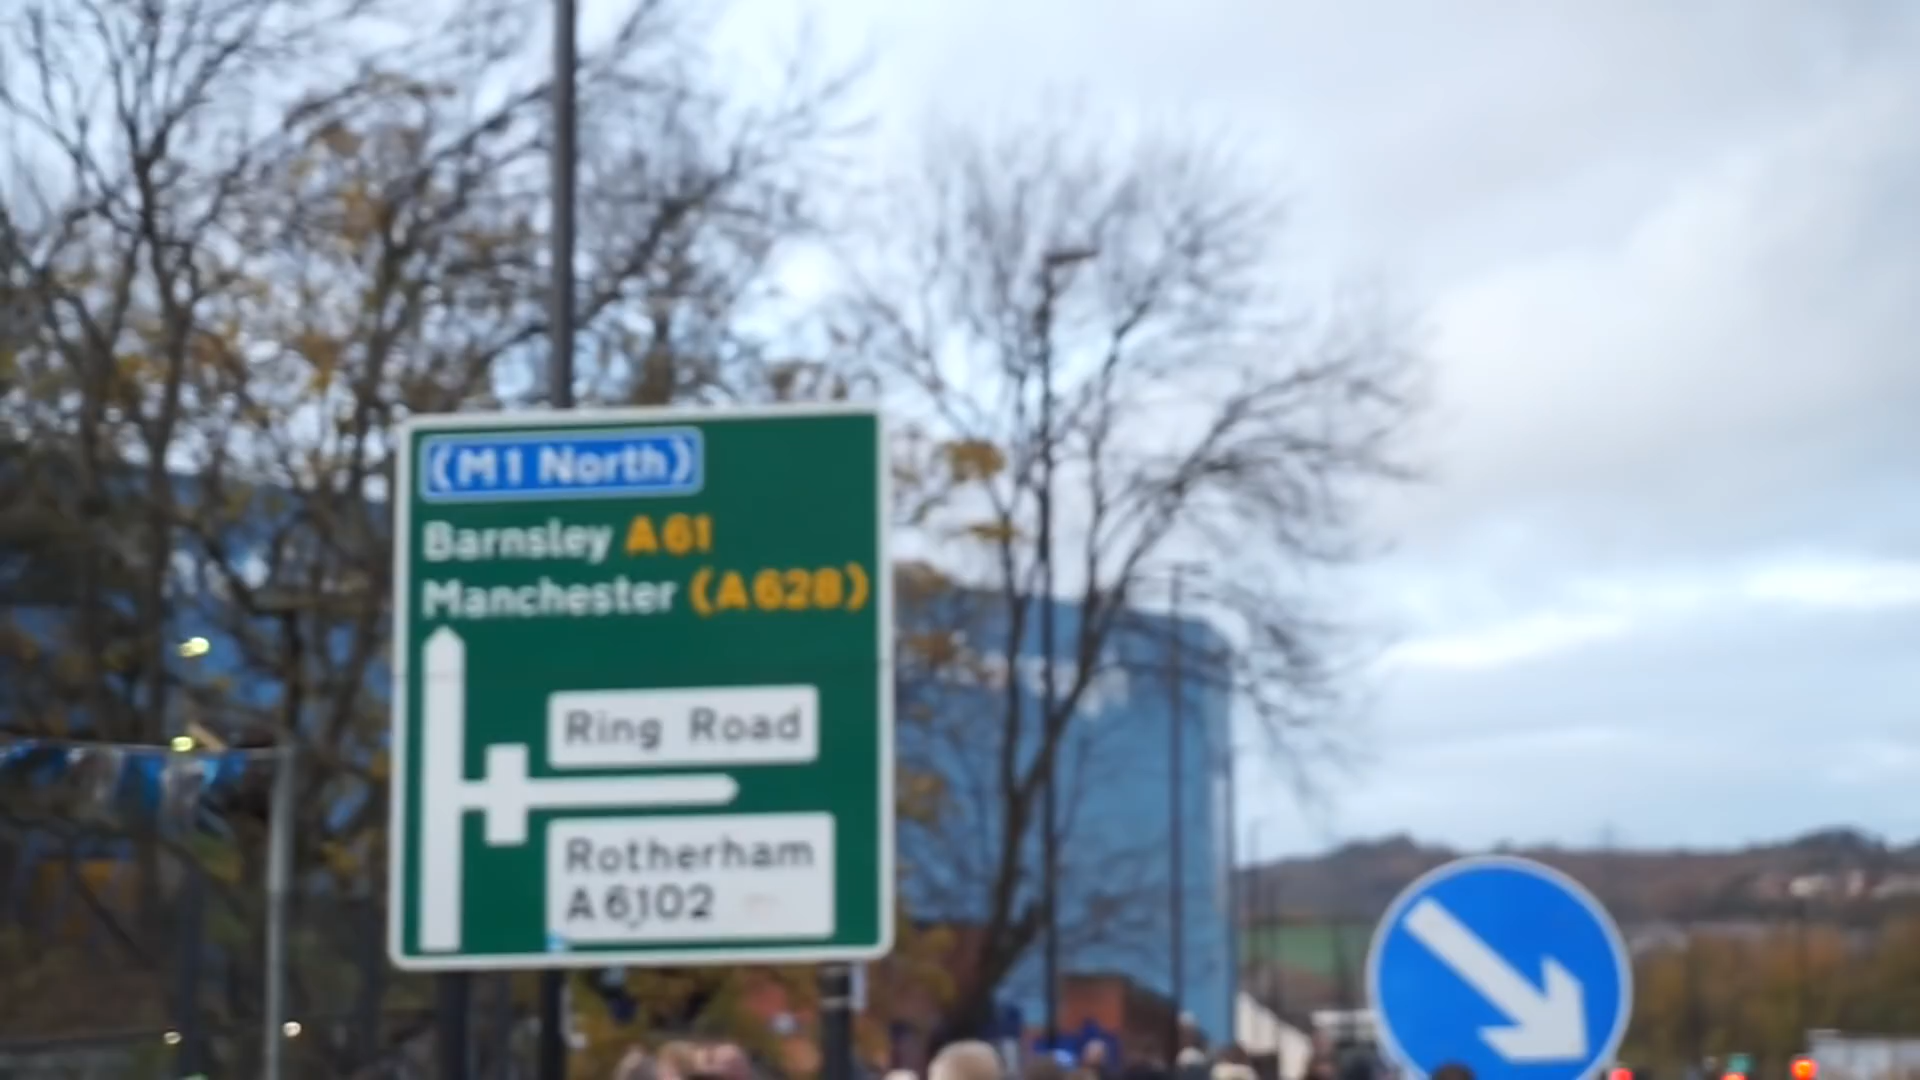 (M1 North)
Barnsley A61
Manchester (A628)
Ring Road
Rotherham
A6102